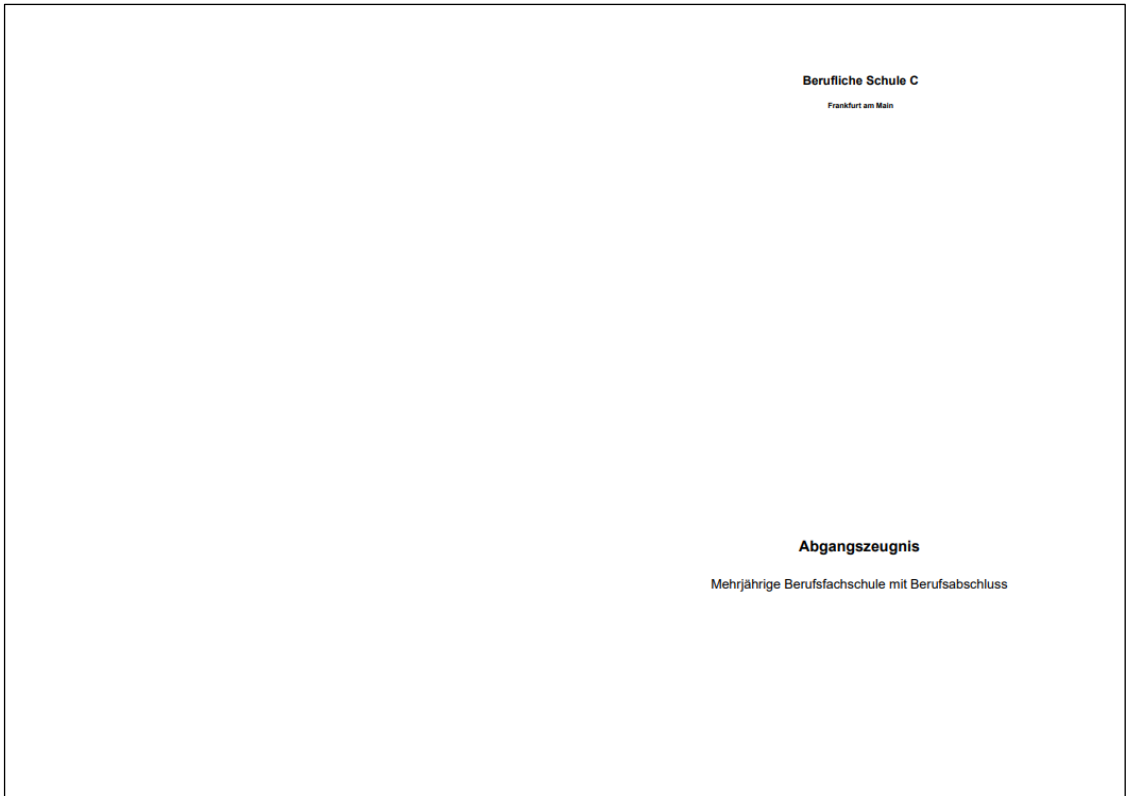 Berufliche Schule C
Frankfurt am Main
Abgangszeugnis
Mehrjährige Berufsfachschule mit Berufsabschluss